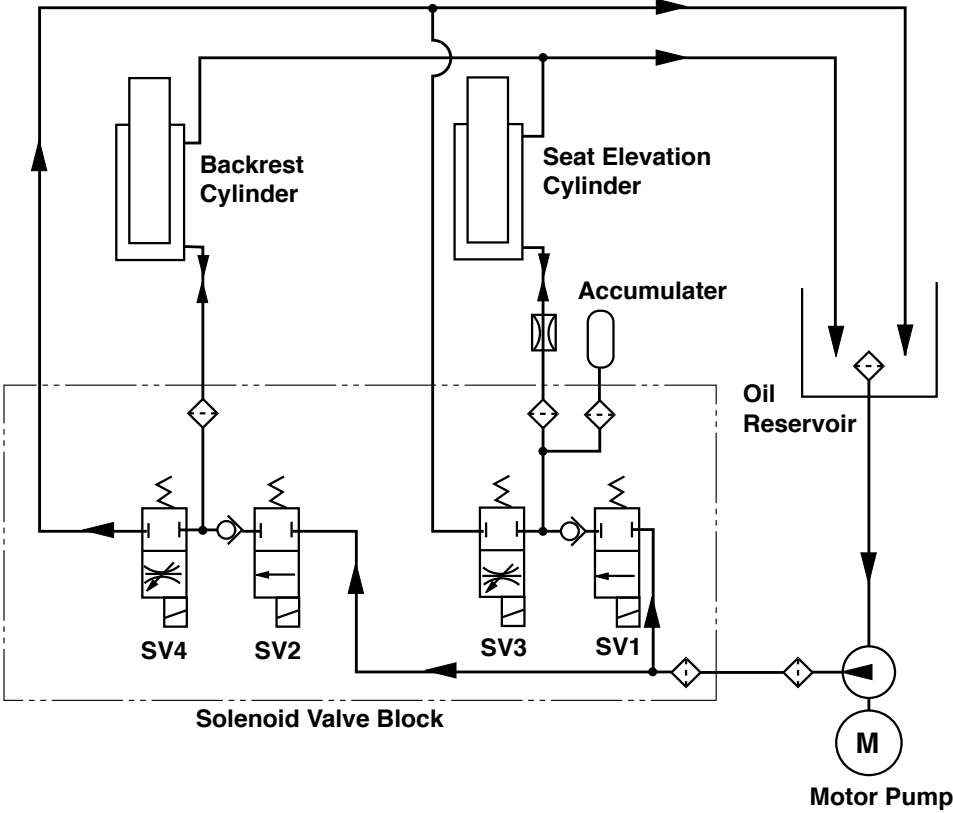 Backrest
Cylinder
Seat Elevation
Cylinder
Accumulater
Oil
Reservoir
SV4
SV2
SV3
SV1
Solenoid Valve Block
M
Motor Pump